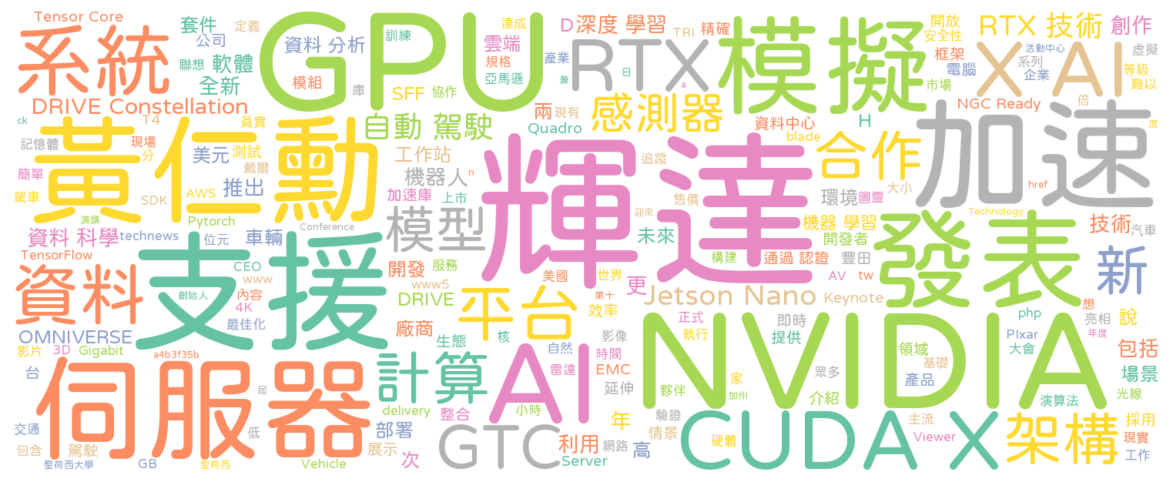 Tensor Core
系統
套件
公司
聯想
軟體
全新
資料 分析
模組
訓練
定義
GPU
達成
雲端
規格
亞馬遜
D
深度 學習
TRI
精確
產業
兼
日
RTX
a
模擬
開放
安全性
框架
電腦
市場
RTX 技術
創作
活動中心
系列
企業
虛擬
等級
難以
X AI
倍
NGC Ready
DRIVE Constellation
庫
SFF
協作
兩
現有
Quadro
感測器
資料中心
blade
H
ck
T4
真實
記憶體
現場
分
簡單
美元
測試
戴爾
駕車
SDK
AWS
推出
黃仁勳
自動 駕駛
工作站
機器人
n
加速庫
上市
追蹤
售價
合作
環境
圖靈
大小
加速
度
href
演講
Pytorch
Conference
資料 科學
technews
位元
車輛
模型
輝達
迎來
未來
機器 學習
開發者
豐田
Technology
技術
汽車
TensorFlow
資料
支援
CEO
www
創始人
內容
4K
最佳化
開發
服務
www5
DRIVE
廠商
平台
美國
世界
第十
效率
更
構建
通過 認證
AV
tw
Jetson Nano
Keynote
發表
新
OMNIVERSE
影片
3D
Gigabit
a4b3f35b
台
生態
核
自然
雷達
影像
時間
EMC
延伸
正式
執行
即時
提供
NVIDIA
php
想
亮相
年度
說
PIxar
大會
領域
基礎
產品
包括
場景
光線
伺服器
計算
AI
夥伴
家
加州
眾多
介紹
演算法
交通
包含
駕駛
聖荷西大學
GB
聖荷西
屆
低
Vehicle
delivery
部署
展示
整合
次
GTC
小時
年
利用
Server
網路
驗證
情景
高
硬體
CUDA X
主流
Viewer
架構
採用
現實
工作